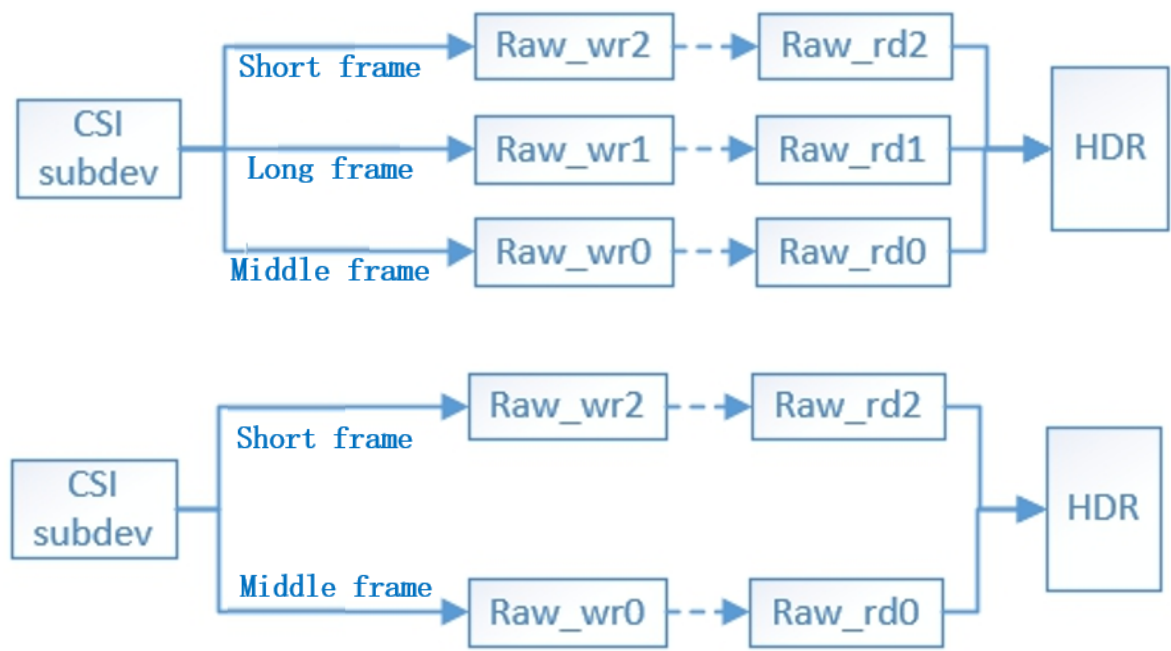 Raw_wr2
Raw_rd2
Short frame
CSI
subdev
Raw_wr1
Raw_rd1
HDR
Long frame
Raw_wr0
Raw_rd0
Middle frame
Raw_wr2
Raw_rd2
Short frame
CSI
subdev
HDR
Middle frame
Raw_wr0
Raw_rd0